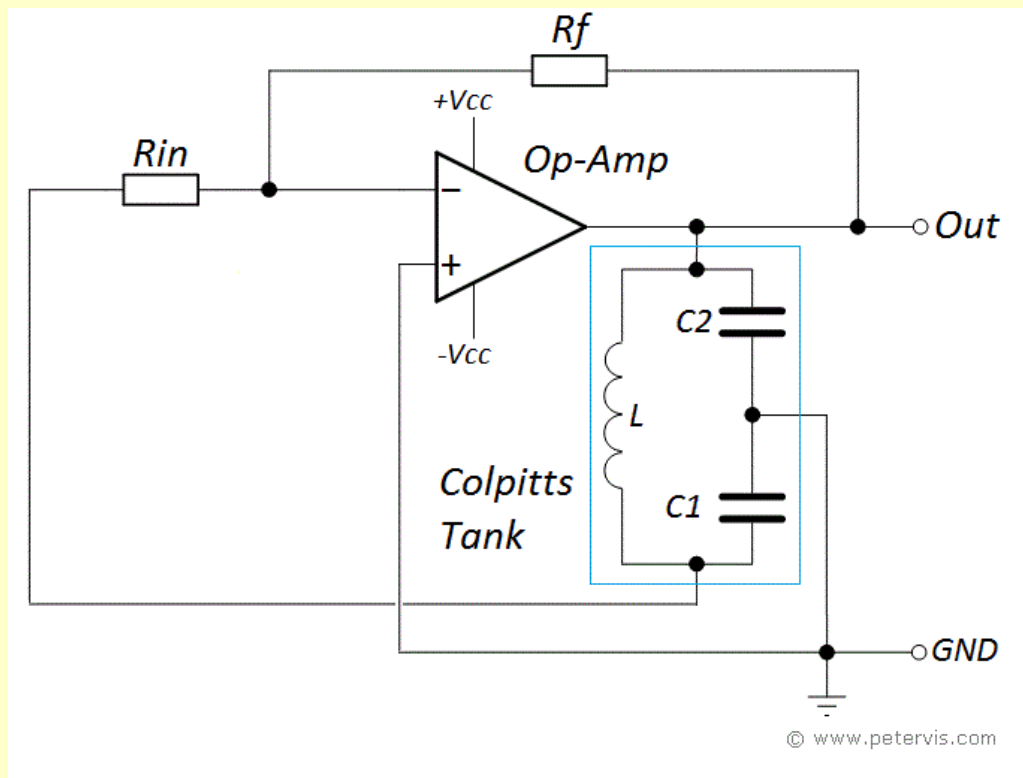 Rf
+Vcc
Rin
Op-Amp
−
Out
+
C2
-Vcc
L
Colpitts
Tank
C1
GND
© www.petervis.com